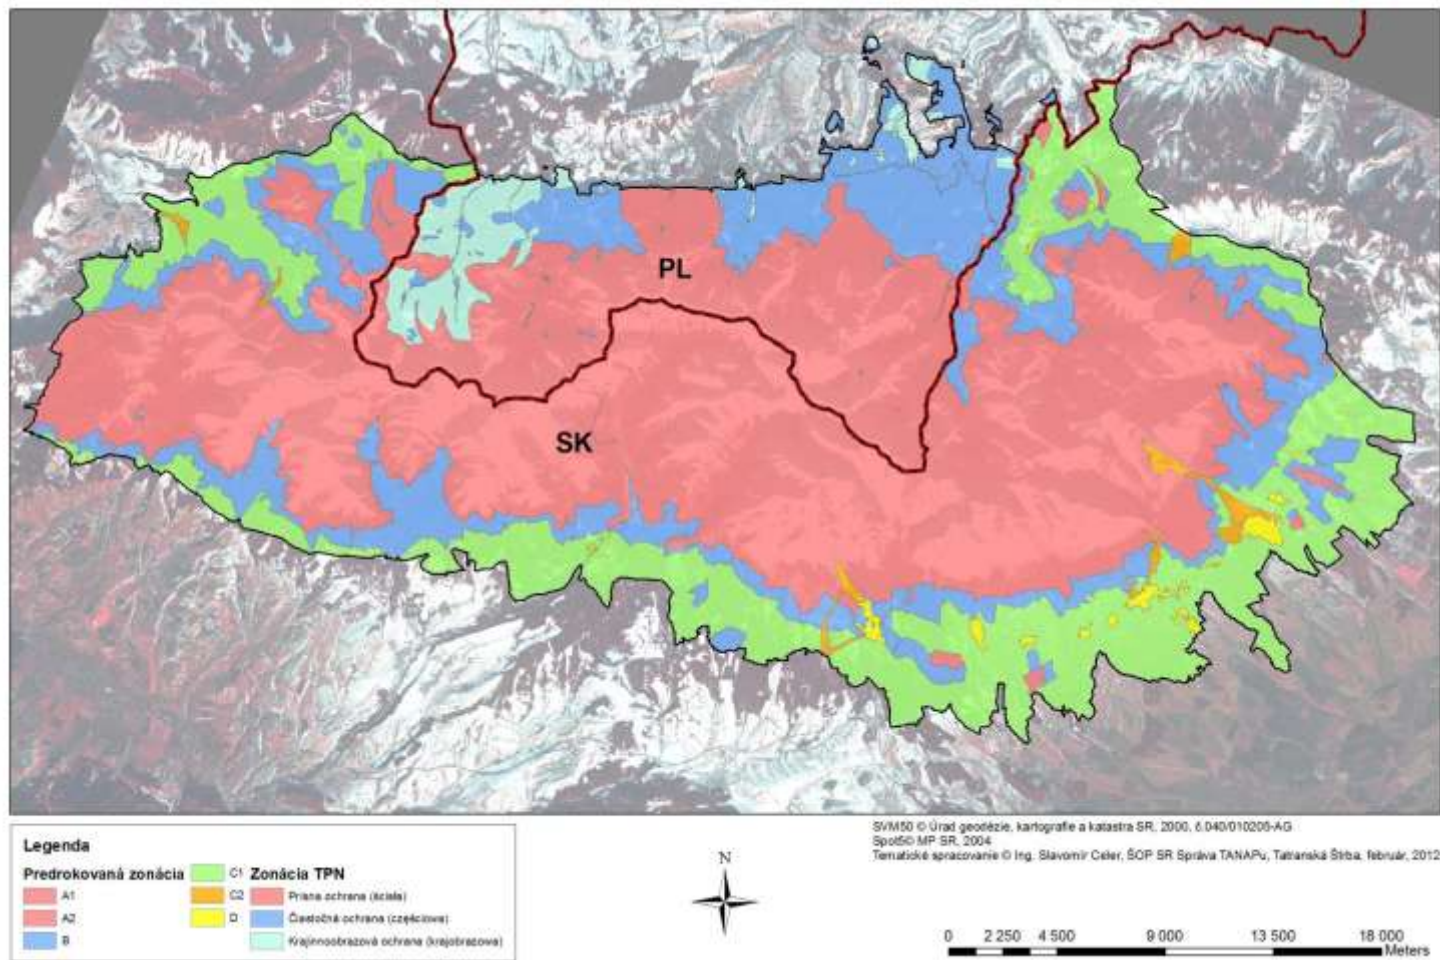 PL
SK
Legenda
Predrokovaná zonácia
A1
A2
B
C1
C2
D
Zonácia TPN
Priana ochrana (ścisła)
Čiastočná ochrana (częściowa)
Krajinnoobrazová ochrana (krajobrazowa)
N
SVM50 © Úrad geodézie, kartografie a katastra SR, 2000, č.040/010205-AG
Spot5© MP SR, 2004
Tematické spracovanie © Ing. Slavomír Celer, ŠOP SR Správa TANAPu, Tatranská Štrba, február, 2012
0 2 250 4 500 9 000 13 500 18 000
Meters